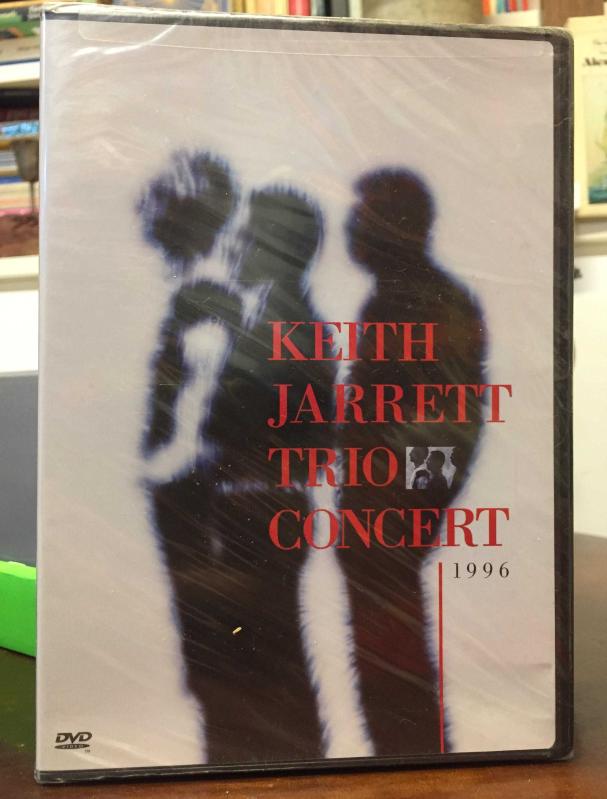 KEITH
JARRETT
TRIO
CONCERT
1996
DVD
VIDEO